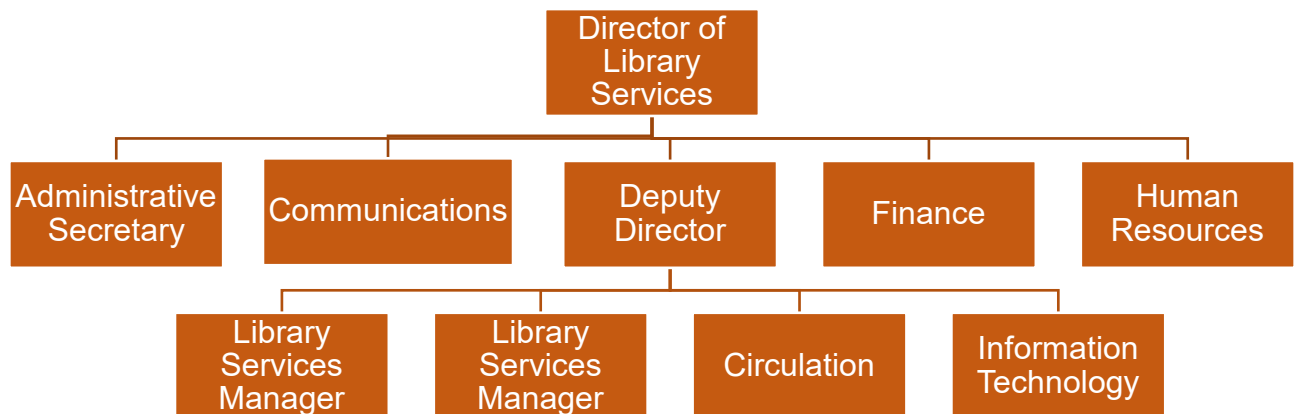 Director of
Library
Services
Administrative
Secretary
Communications
Deputy
Director
Finance
Human
Resources
Library
Services
Manager
Library
Services
Manager
Circulation
Information
Technology